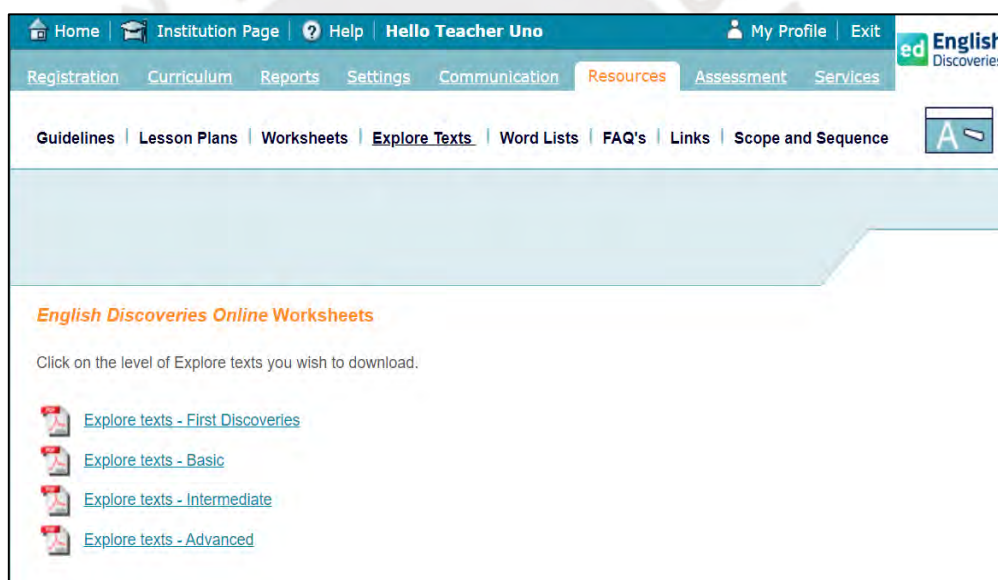 Home | Institution Page | Help | Hello Teacher Uno My Profile | Exit
ed English Discoveries
Registration Curriculum Reports Settings Communication Resources Assessment Services
Guidelines | Lesson Plans | Worksheets | Explore Texts | Word Lists | FAQ's | Links | Scope and Sequence
A
English Discoveries Online Worksheets
Click on the level of Explore texts you wish to download.
Explore texts - First Discoveries
Explore texts - Basic
Explore texts - Intermediate
Explore texts - Advanced